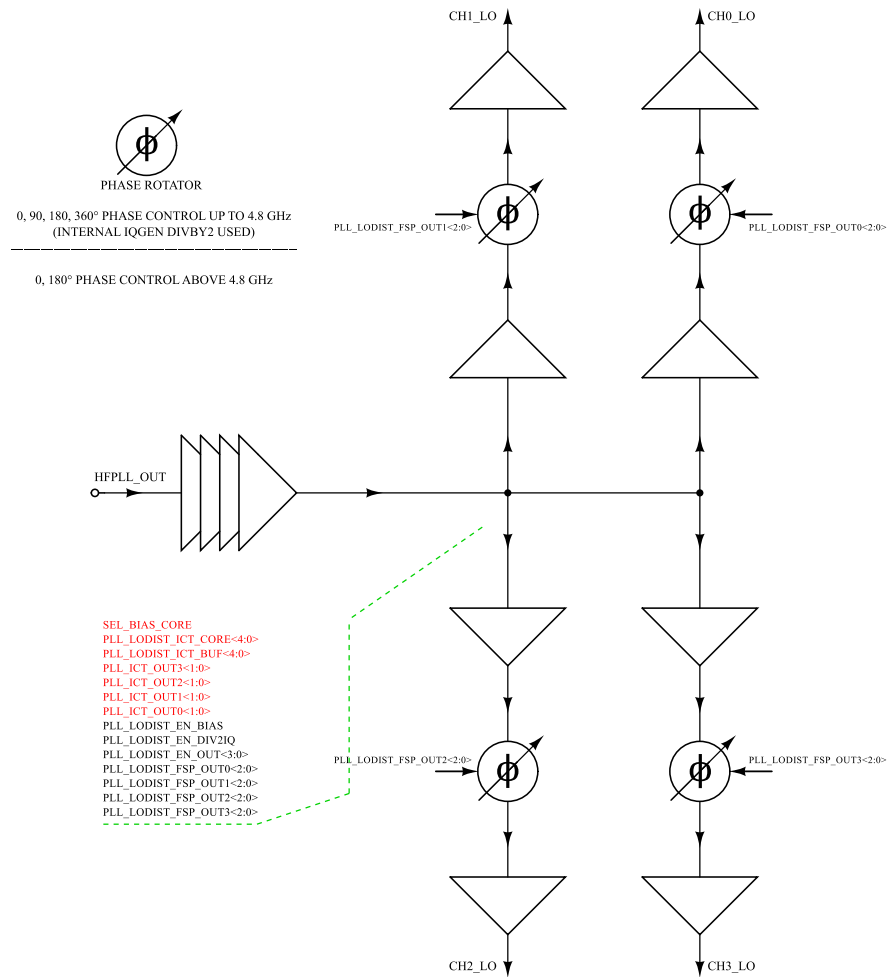 CH1_LO
CH0_LO
ϕ
PHASE ROTATOR
0, 90, 180, 360° PHASE CONTROL UP TO 4.8 GHz
(INTERNAL IQGEN DIVBY2 USED)
0, 180° PHASE CONTROL ABOVE 4.8 GHz
ϕ
ϕ
PLL_LODIST_FSP_OUT1<2:0>
PLL_LODIST_FSP_OUT0<2:0>
HFPLL_OUT
SEL_BIAS_CORE
PLL_LODIST_ICT_CORE<4:0>
PLL_LODIST_ICT_BUF<4:0>
PLL_ICT_OUT3<1:0>
PLL_ICT_OUT2<1:0>
PLL_ICT_OUT1<1:0>
PLL_ICT_OUT0<1:0>
PLL_LODIST_EN_BIAS
PLL_LODIST_EN_DIV2IQ
PLL_LODIST_EN_OUT<3:0>
PLL_LODIST_FSP_OUT0<2:0>
PLL_LODIST_FSP_OUT1<2:0>
PLL_LODIST_FSP_OUT2<2:0>
PLL_LODIST_FSP_OUT3<2:0>
PLL_LODIST_FSP_OUT2<2:0>
PLL_LODIST_FSP_OUT3<2:0>
ϕ
ϕ
CH2_LO
CH3_LO